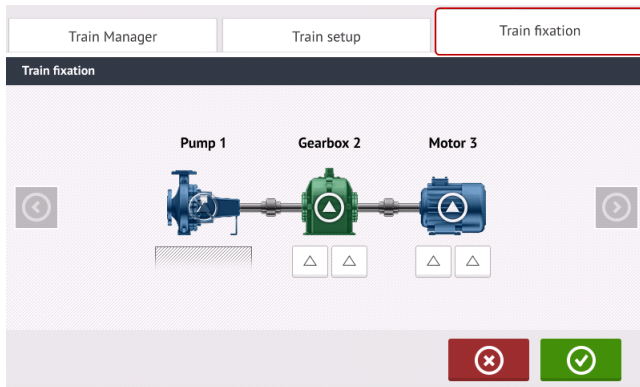 Train Manager
Train setup
Train fixation
Train fixation
Pump 1
Gearbox 2
Motor 3